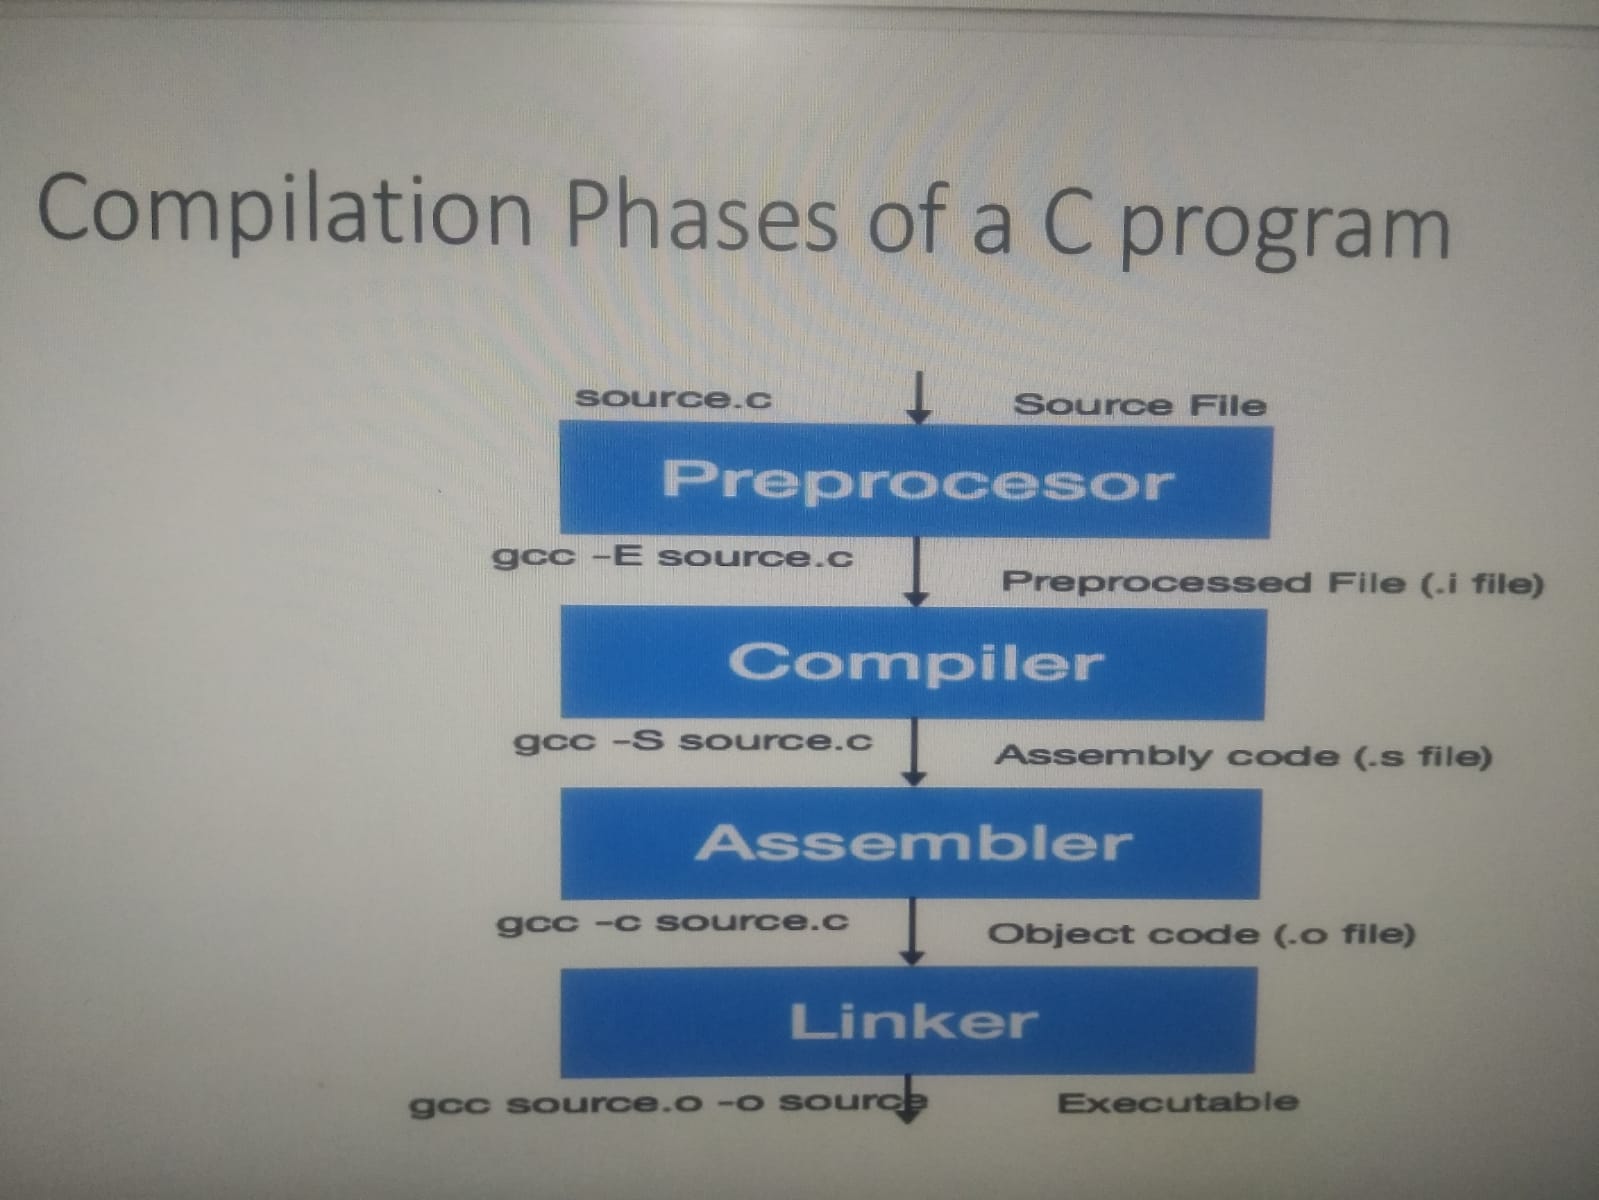 Compilation Phases of a C program
source.c
Source File
Preprocesor
gcc -E source.c
Preprocessed File (.i file)
Compiler
gcc -S source.c
Assembly code (.s file)
Assembler
gcc -c source.c
Object code (.o file)
Linker
gcc source.o -o source
Executable